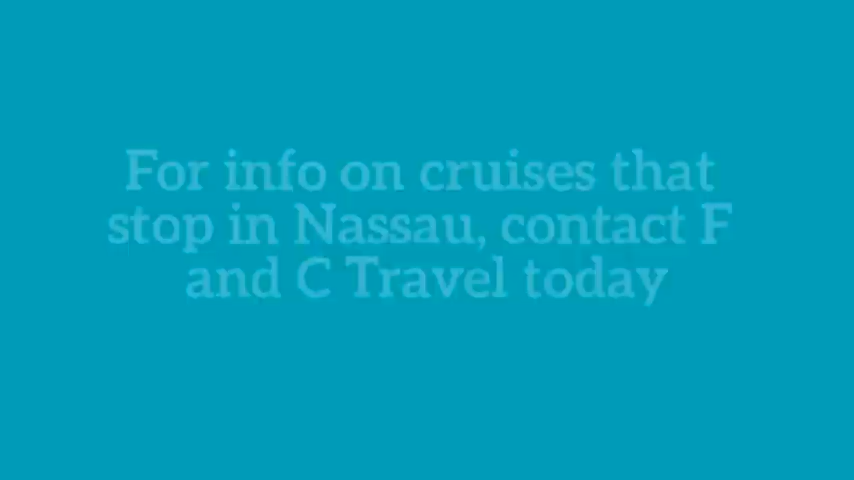 For info on cruises that
stop in Nassau, contact F
and C Travel today